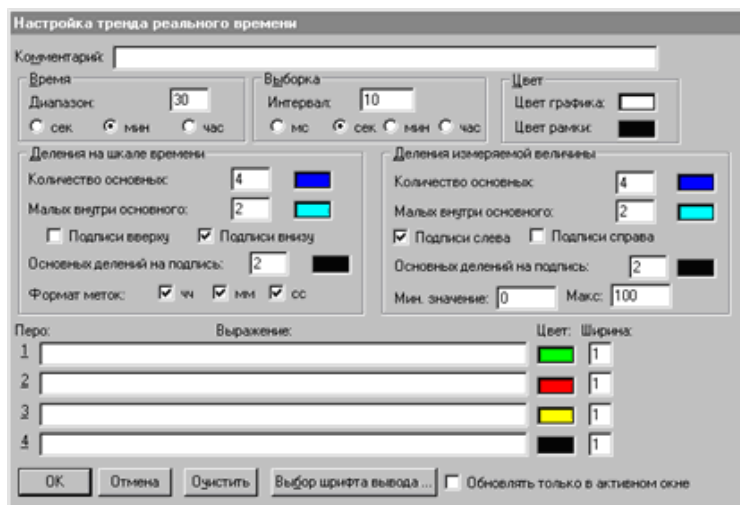 Настройка тренда реального времени
Комментарий:
Время Выборка Цвет
Диапазон: 30 Интервал: 10 Цвет графика:
сек мин час мс сек мин час Цвет рамки:
Деления на шкале времени Деления измеряемой величины
Количество основных: 4 Количество основных: 4
Малых внутри основного: 2 Малых внутри основного: 2
Подписи вверху Подписи внизу Подписи слева Подписи справа
Основных делений на подпись: 2 Основных делений на подпись: 2
Формат меток: чч мм сс Мин. значение: 0 Макс: 100
Перо: Выражение: Цвет: Ширина:
1 1
2 1
3 1
4 1
OK Отмена Очистить Выбор шрифта вывода ... Обновлять только в активном окне